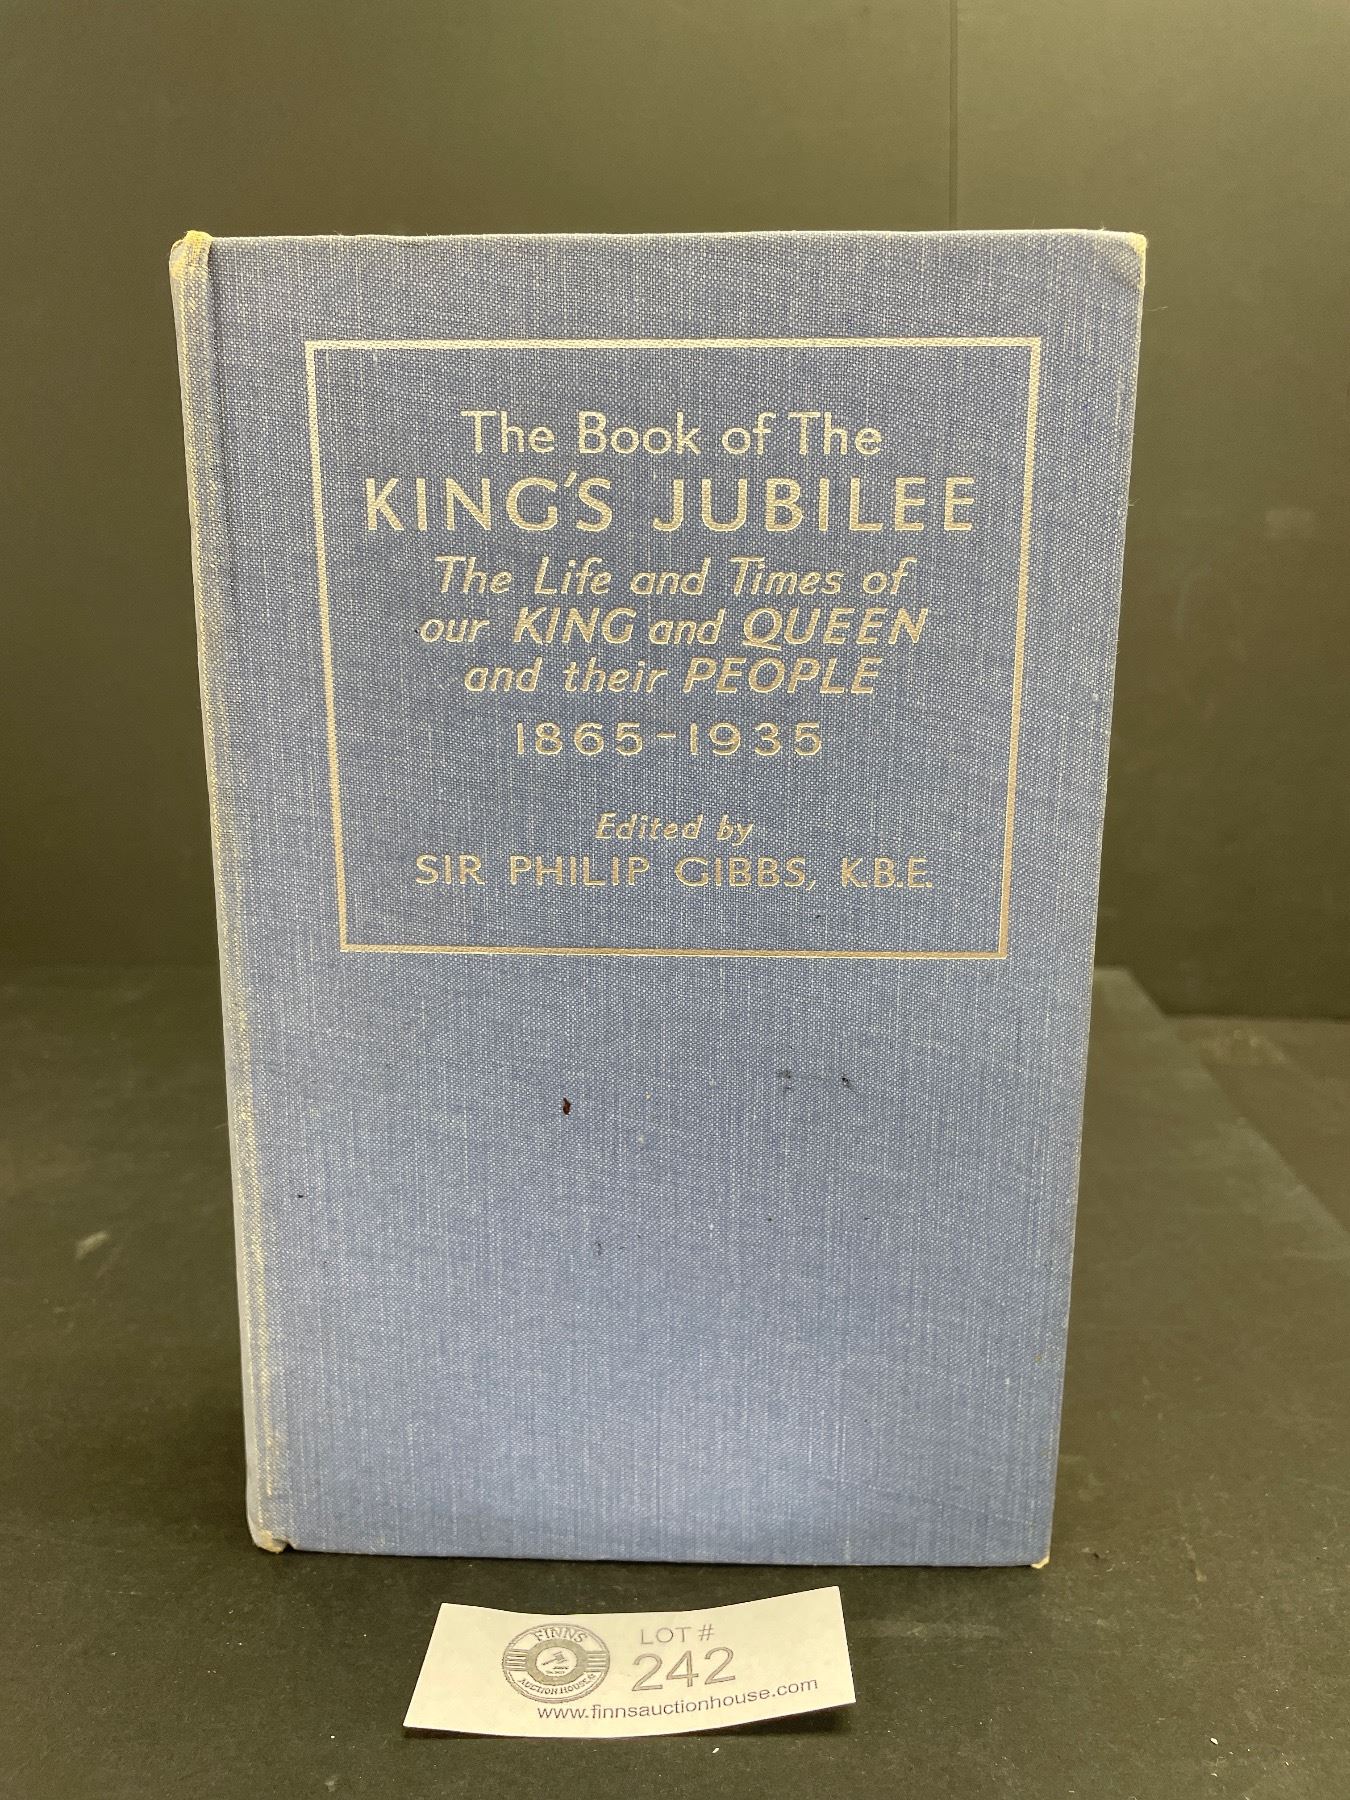 The Book of The
KING'S JUBILEE
The Life and Times of
our KING and QUEEN
and their PEOPLE
1865-1935
Edited by
SIR PHILIP GIBBS, K.B.E.
FINNS
AUCTION HOUSE
LOT #
242
www.finnsauctionhouse.com